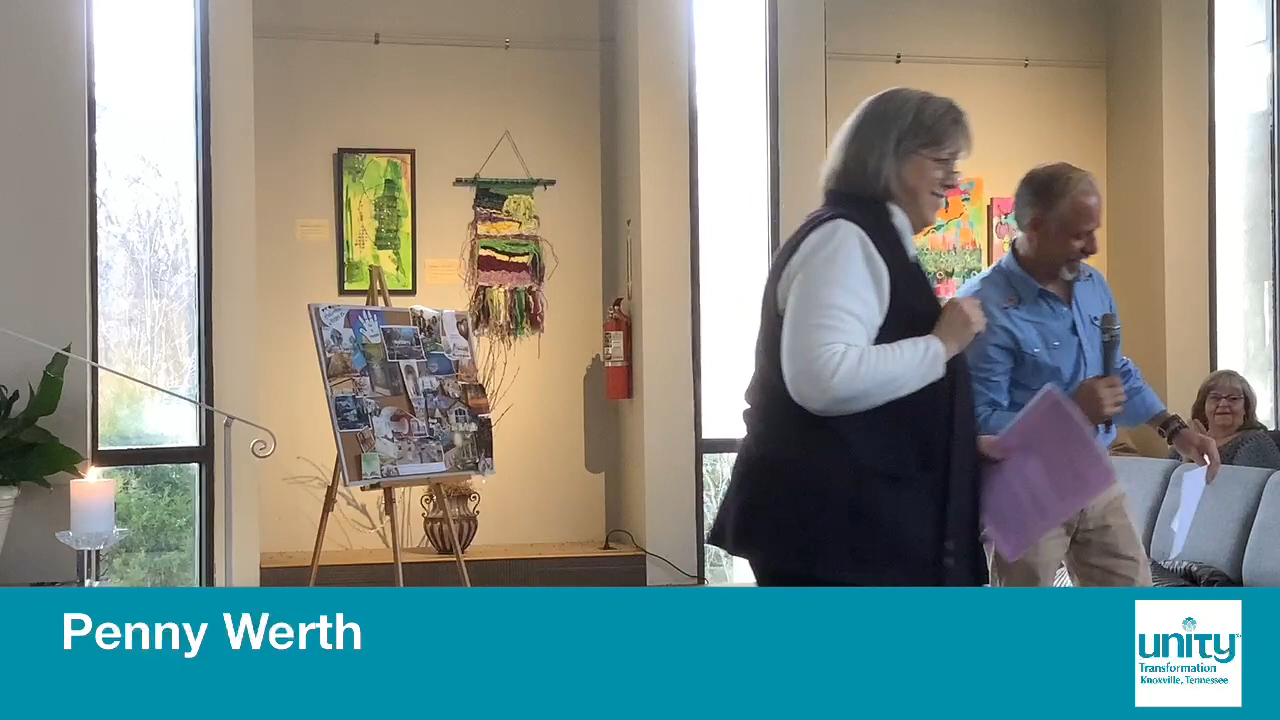 Penny Werth
unity
Transformation
Knoxville, Tennessee